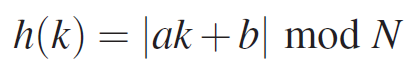 h(k) = |ak + b| mod N